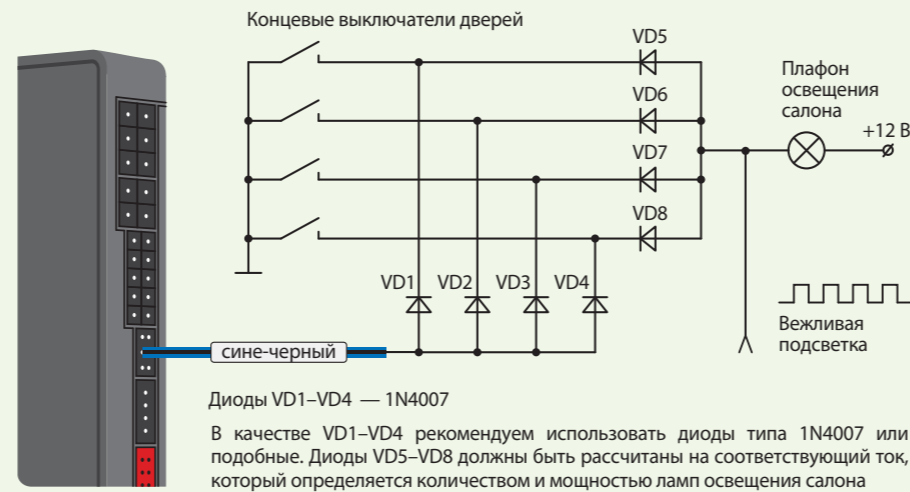 Концевые выключатели дверей
VD5
Плафон
освещения
салона
VD6
+12 В
VD7
VD8
VD1 VD2 VD3 VD4
Вежливая
подсветка
сине-черный
Диоды VD1–VD4 — 1N4007
В качестве VD1–VD4 рекомендуем использовать диоды типа 1N4007 или
подобные. Диоды VD5–VD8 должны быть рассчитаны на соответствующий ток,
который определяется количеством и мощностью ламп освещения салона